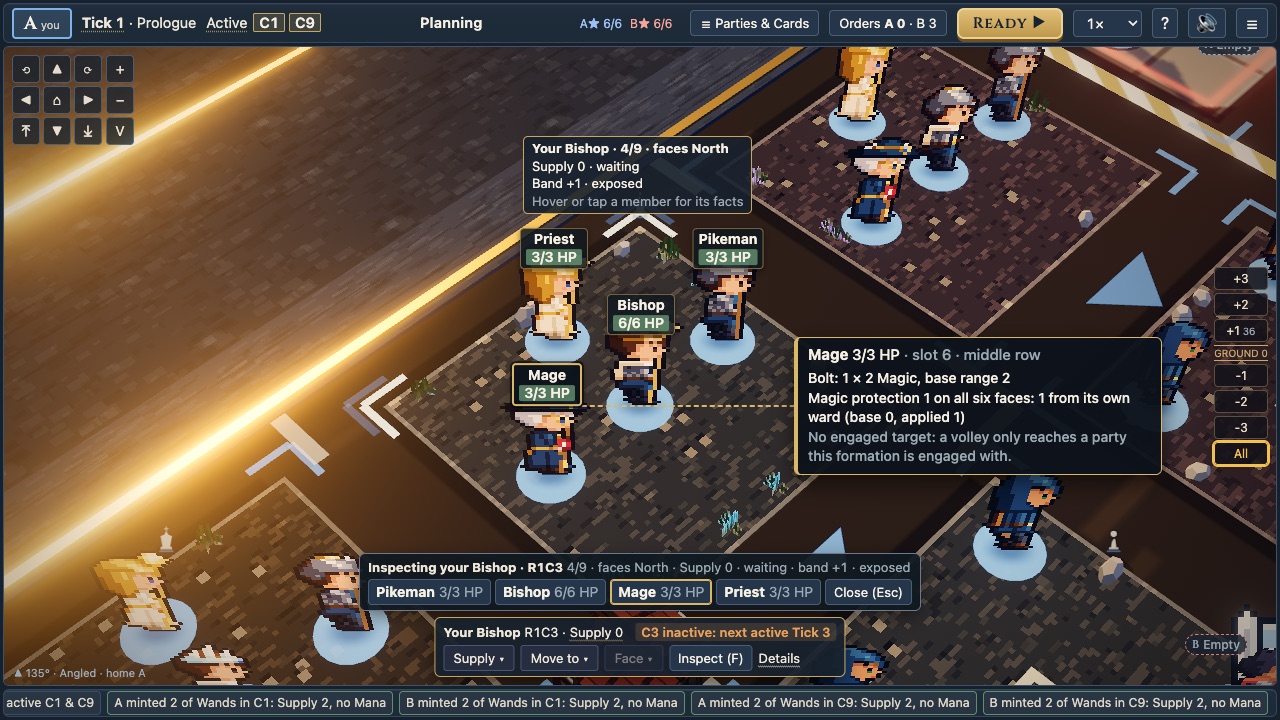 A you
Tick 1 · Prologue
Active C1 C9
Planning
A★ 6/6 B★ 6/6
≡ Parties & Cards
Orders A 0 · B 3
READY ▶
1×
?
V
Empty
Your Bishop · 4/9 · faces North
Supply 0 · waiting
Band +1 · exposed
Hover or tap a member for its facts
Priest
3/3 HP
Pikeman
3/3 HP
Bishop
6/6 HP
Mage
3/3 HP
Mage 3/3 HP · slot 6 · middle row
Bolt: 1 × 2 Magic, base range 2
Magic protection 1 on all six faces: 1 from its own
ward (base 0, applied 1)
No engaged target: a volley only reaches a party
this formation is engaged with.
+3
+2
+1 36
GROUND 0
-1
-2
-3
All
Inspecting your Bishop · R1C3 4/9 · faces North · Supply 0 · waiting · band +1 · exposed
Pikeman 3/3 HP
Bishop 6/6 HP
Mage 3/3 HP
Priest 3/3 HP
Close (Esc)
Your Bishop R1C3 · Supply 0
C3 inactive: next active Tick 3
Supply ▾
Move to ▾
Face ▾
Inspect (F)
Details
B Empty
▲ 135° · Angled · home A
active C1 & C9
A minted 2 of Wands in C1: Supply 2, no Mana
B minted 2 of Wands in C1: Supply 2, no Mana
A minted 2 of Wands in C9: Supply 2, no Mana
B minted 2 of Wands in C9: Supply 2, no Mana